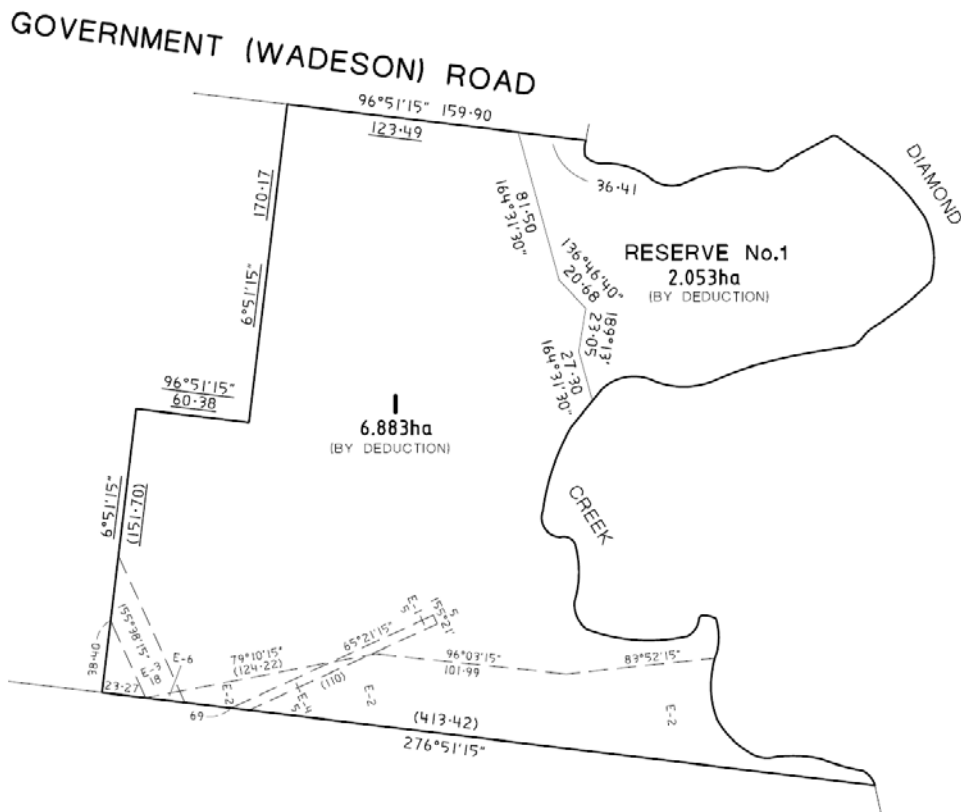 GOVERNMENT (WADESON) ROAD
96°51'15" 159·90
123·49
36·41
DIAMOND
170·17
6°51'15"
81·50
164°31'30"
136°46'40"
20·68
RESERVE No.1
2.053ha
(BY DEDUCTION)
189°13'
23·05
27·30
164°31'30"
96°51'15"
60·38
1
6.883ha
(BY DEDUCTION)
CREEK
6°51'15"
(151·70)
E-1
5
5
155°21'
155°38'15"
E-3
18
E-6
38·40
23·27
79°10'15"
(124·22)
65°21'15"
(110)
96°03'15"
101·99
83°52'15"
E-2
69
E-4
5
E-2
E-2
(413·42)
276°51'15"